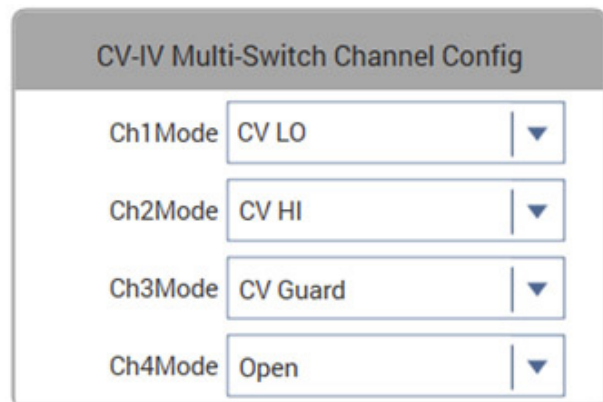 CV-IV Multi-Switch Channel Config
Ch1Mode CV LO
Ch2Mode CV HI
Ch3Mode CV Guard
Ch4Mode Open